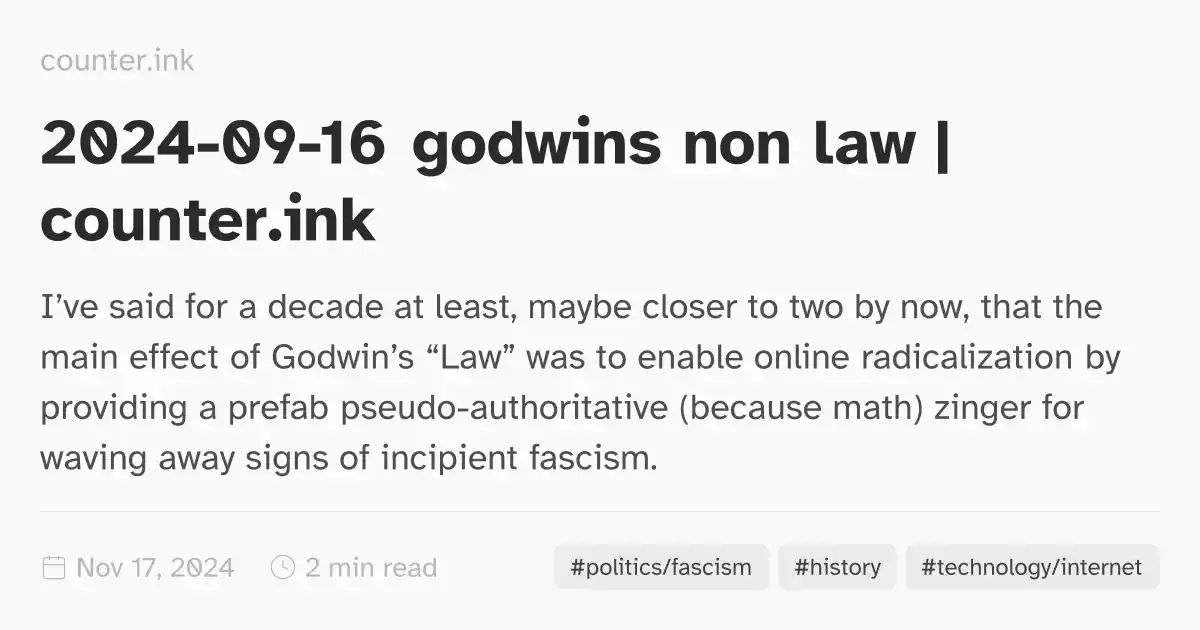 counter.ink
2024-09-16 godwins non law |
counter.ink
I’ve said for a decade at least, maybe closer to two by now, that the
main effect of Godwin’s “Law” was to enable online radicalization by
providing a prefab pseudo-authoritative (because math) zinger for
waving away signs of incipient fascism.
Nov 17, 2024 2 min read #politics/fascism #history #technology/internet